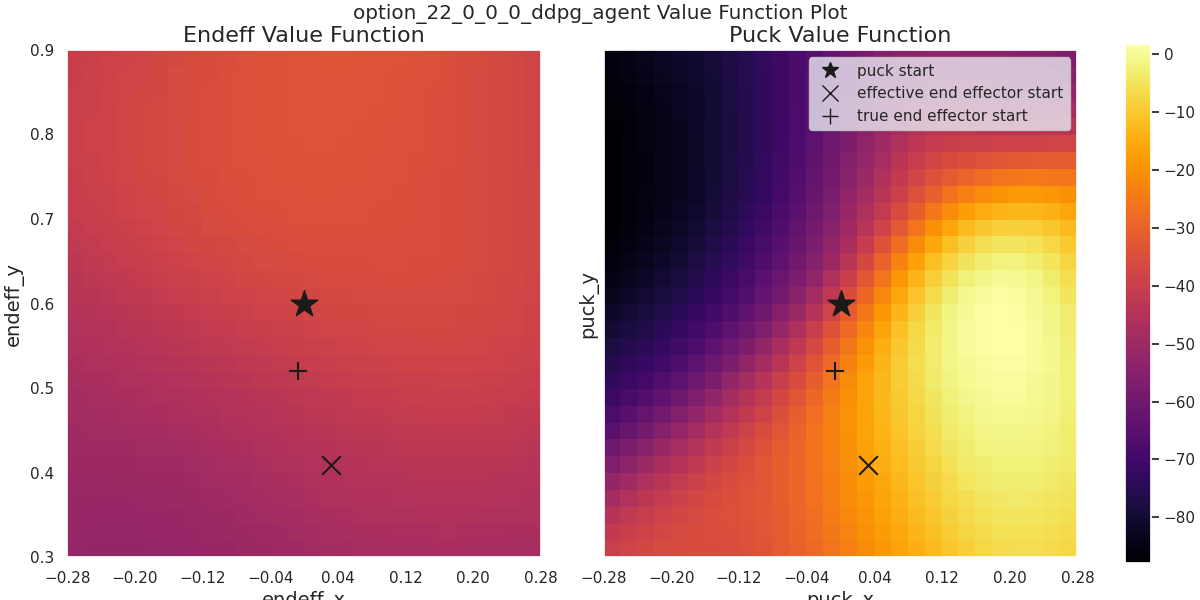 option_22_0_0_0_ddpg_agent Value Function Plot
Endeff Value Function
Puck Value Function
puck start
effective end effector start
true end effector start
endeff_y
0.9
0.8
0.7
0.6
0.5
0.4
0.3
−0.28 −0.20 −0.12 −0.04 0.04 0.12 0.20 0.28
endeff_x
puck_y
−0.28 −0.20 −0.12 −0.04 0.04 0.12 0.20 0.28
puck_x
0
−10
−20
−30
−40
−50
−60
−70
−80